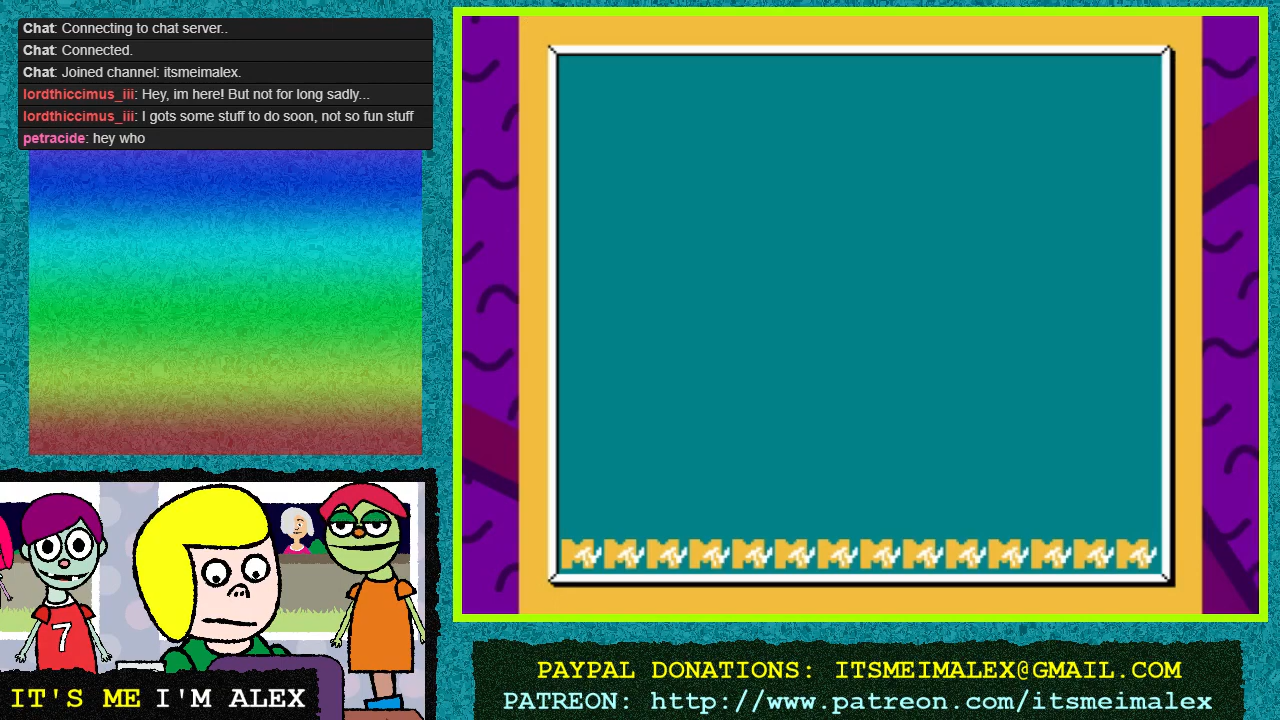 Chat: Connecting to chat server..
Chat: Connected.
Chat: Joined channel: itsmeimalex.
lordthiccimus_iii: Hey, im here! But not for long sadly...
lordthiccimus_iii: I gots some stuff to do soon, not so fun stuff
petracide: hey who
7
IT'S ME I'M ALEX
PAYPAL DONATIONS: ITSMEIMALEX@GMAIL.COM
PATREON: http://www.patreon.com/itsmeimalex